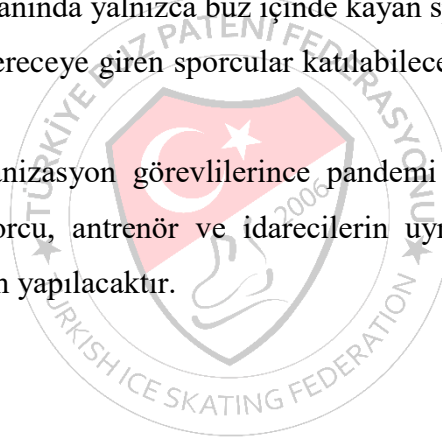 anında yalnızca buz içinde kayan s
ereceye giren sporcular katılabilece
anizasyon görevlilerince pandemi
orcu, antrenör ve idarecilerin uy
n yapılacaktır.
TÜRKİYE BUZ PATENİ FEDERASYONU
2006
TURKISH ICE SKATING FEDERATION